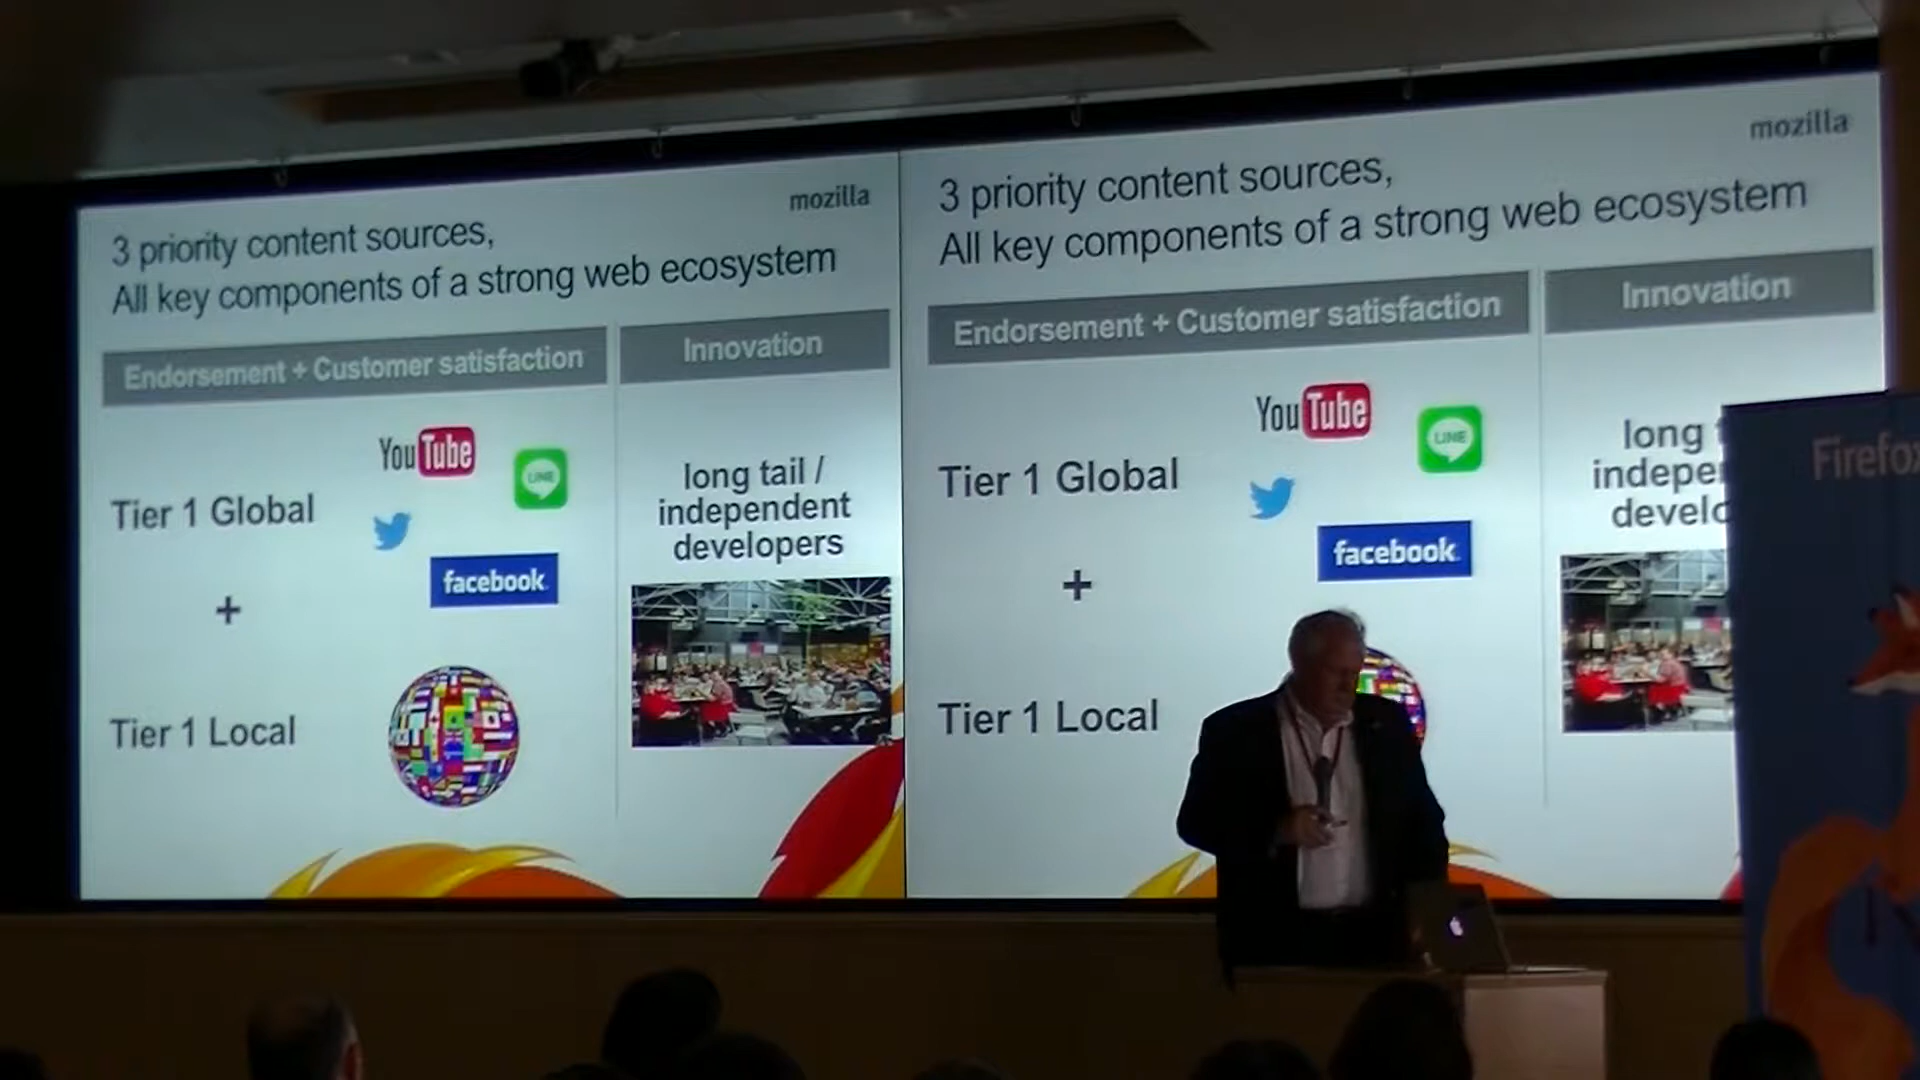 mozilla
3 priority content sources,
All key components of a strong web ecosystem
Endorsement + Customer satisfaction
Innovation
YouTube
LINE
Tier 1 Global
facebook
+
Tier 1 Local
long tail /
independent
developers
mozilla
3 priority content sources,
All key components of a strong web ecosystem
Endorsement + Customer satisfaction
Innovation
YouTube
LINE
Tier 1 Global
facebook
+
Tier 1 Local
long
indepe
develo
Firefox